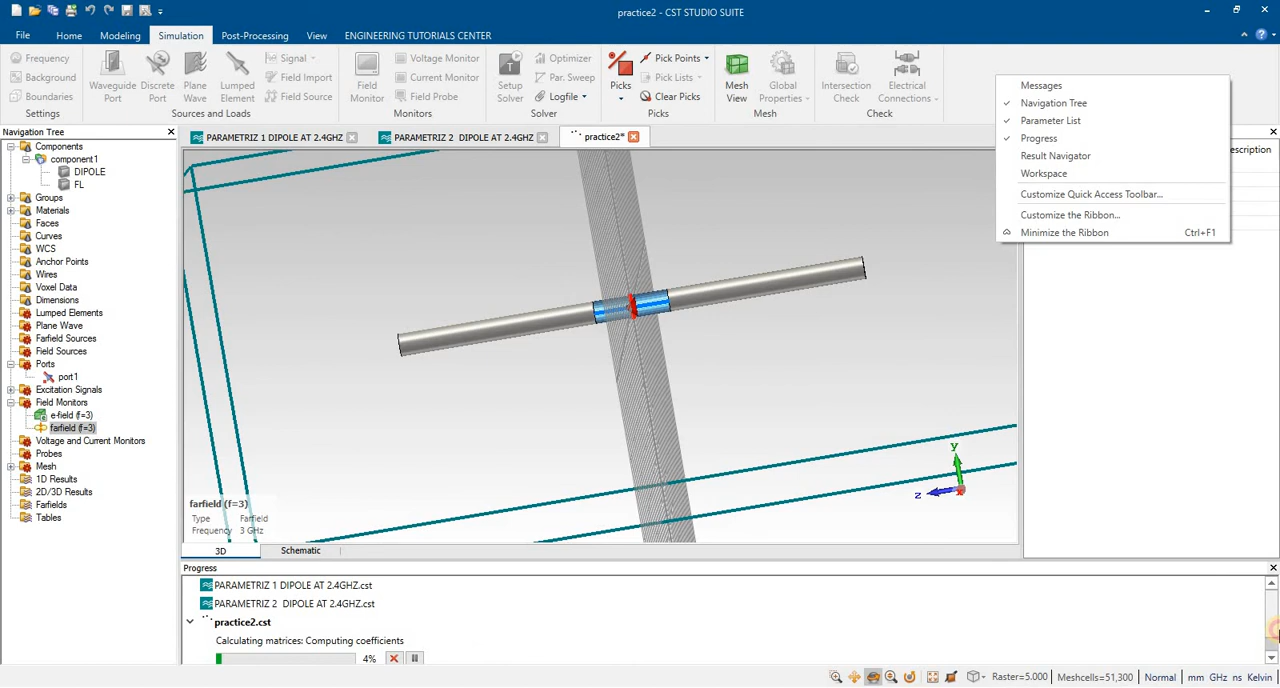 practice2 - CST STUDIO SUITE
File Home Modeling Simulation Post-Processing View ENGINEERING TUTORIALS CENTER
Frequency
Background
Boundaries
Settings
Waveguide Port
Discrete Port
Plane Wave
Lumped Element
Signal
Field Import
Field Source
Sources and Loads
Field Monitor
Voltage Monitor
Current Monitor
Field Probe
Monitors
Setup Solver
Optimizer
Par. Sweep
Logfile
Solver
Picks
Pick Points
Pick Lists
Clear Picks
Picks
Mesh View
Global Properties
Mesh
Intersection Check
Electrical Connections
Check
Messages
Navigation Tree
Parameter List
Progress
Result Navigator
Workspace
Customize Quick Access Toolbar...
Customize the Ribbon...
Minimize the Ribbon Ctrl+F1
escription
Navigation Tree
PARAMETRIZ 1 DIPOLE AT 2.4GHZ
PARAMETRIZ 2 DIPOLE AT 2.4GHZ
practice2*
Components
component1
DIPOLE
FL
Groups
Materials
Faces
Curves
WCS
Anchor Points
Wires
Voxel Data
Dimensions
Lumped Elements
Plane Wave
Farfield Sources
Field Sources
Ports
port1
Excitation Signals
Field Monitors
e-field (f=3)
farfield (f=3)
Voltage and Current Monitors
Probes
Mesh
1D Results
2D/3D Results
Farfields
Tables
y
z
x
farfield (f=3)
Type Farfield
Frequency 3 GHz
3D Schematic
Progress
PARAMETRIZ 1 DIPOLE AT 2.4GHZ.cst
PARAMETRIZ 2 DIPOLE AT 2.4GHZ.cst
practice2.cst
Calculating matrices: Computing coefficients
4%
Raster=5.000 Meshcells=51,300 Normal mm GHz ns Kelvin